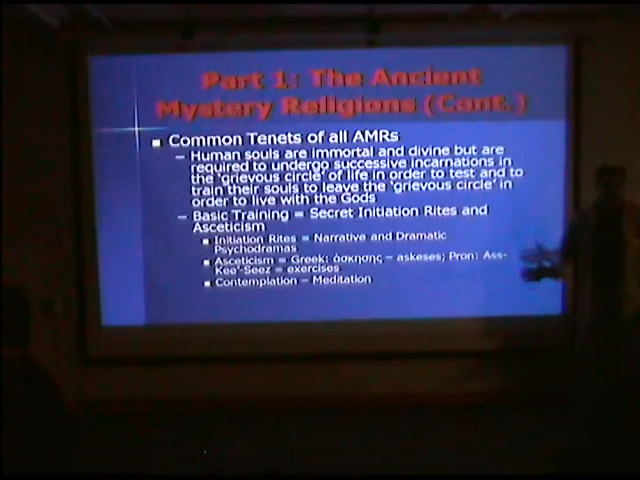 Part 1: The Ancient
Mystery Religions (Cont.)
Common Tenets of all AMRs
– Human souls are immortal and divine but are
required to undergo successive incarnations in
the 'grievous circle' of life in order to test and to
train their souls to leave the 'grievous circle' in
order to live with the Gods
– Basic Training = Secret Initiation Rites and
Asceticism
Initiation Rites = Narrative and Dramatic
Psychodramas
Asceticism = Greek: άσκησης – askeses; Pron: Ass-
Kee'-Seez = exercises
Contemplation – Meditation